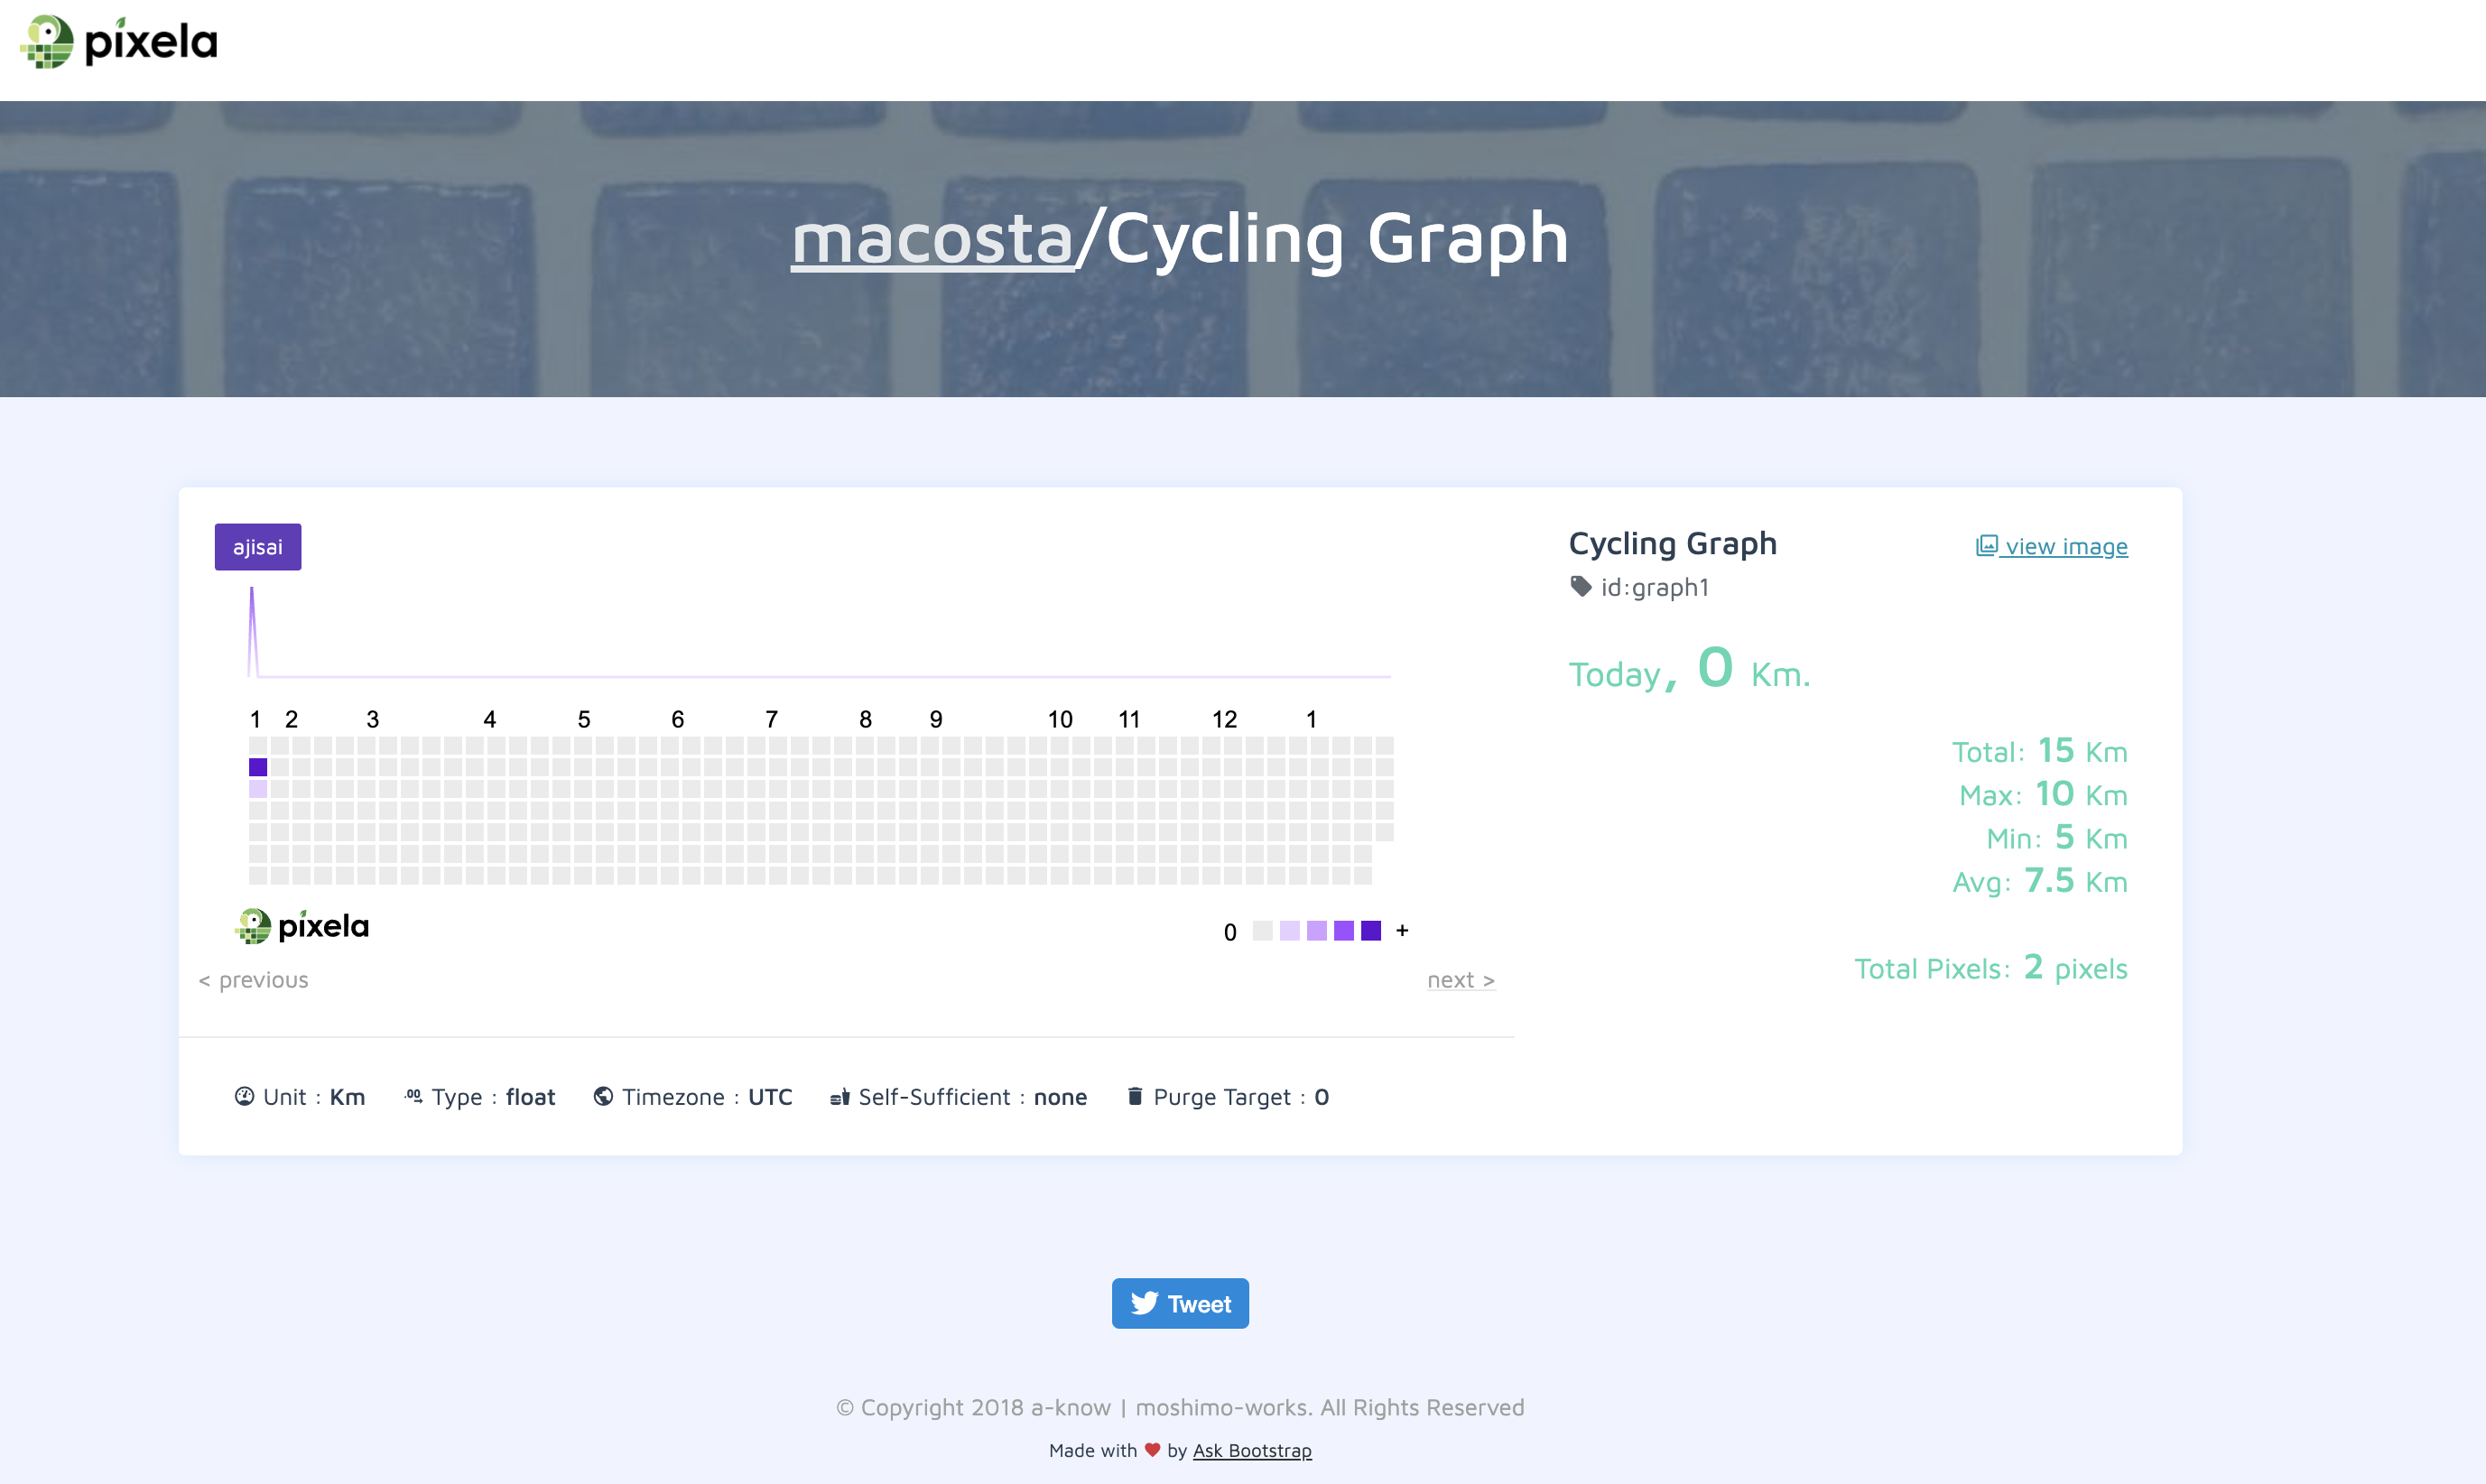 pixela
macosta/Cycling Graph
ajisai
1 2 3 4 5 6 7 8 9 10 11 12 1
pixela
0 +
< previous
next >
Cycling Graph
view image
id:graph1
Today, 0 Km.
Total: 15 Km
Max: 10 Km
Min: 5 Km
Avg: 7.5 Km
Total Pixels: 2 pixels
Unit : Km .00 Type : float Timezone : UTC Self-Sufficient : none Purge Target : 0
Tweet
© Copyright 2018 a-know | moshimo-works. All Rights Reserved
Made with ❤ by Ask Bootstrap